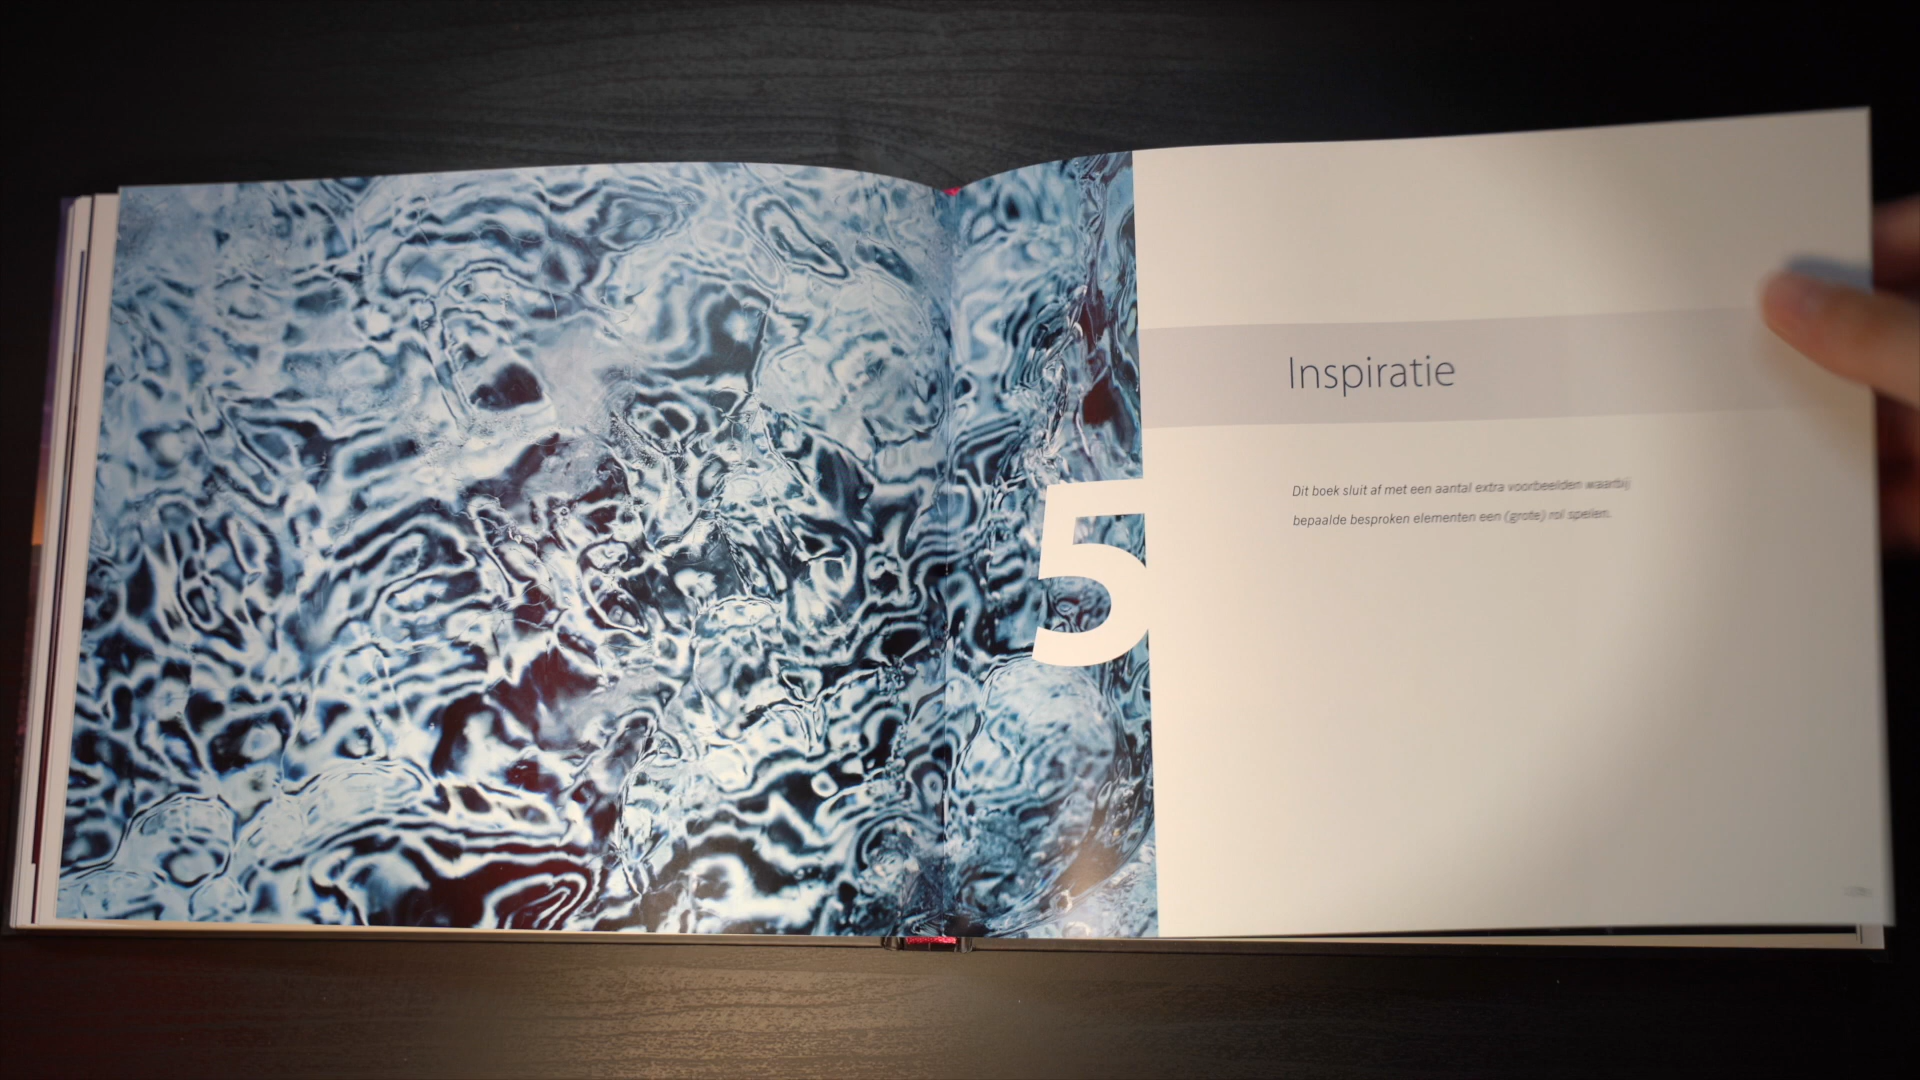 5
Inspiratie
Dit boek sluit af met een aantal extra voorbeelden waarbij
bepaalde besproken elementen een (grote) rol spelen.